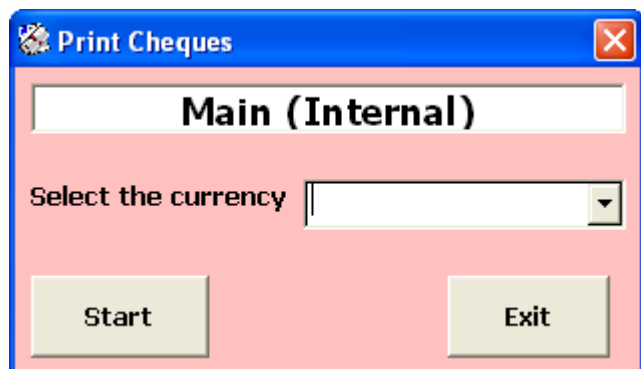 Print Cheques
Main (Internal)
Select the currency
Start
Exit